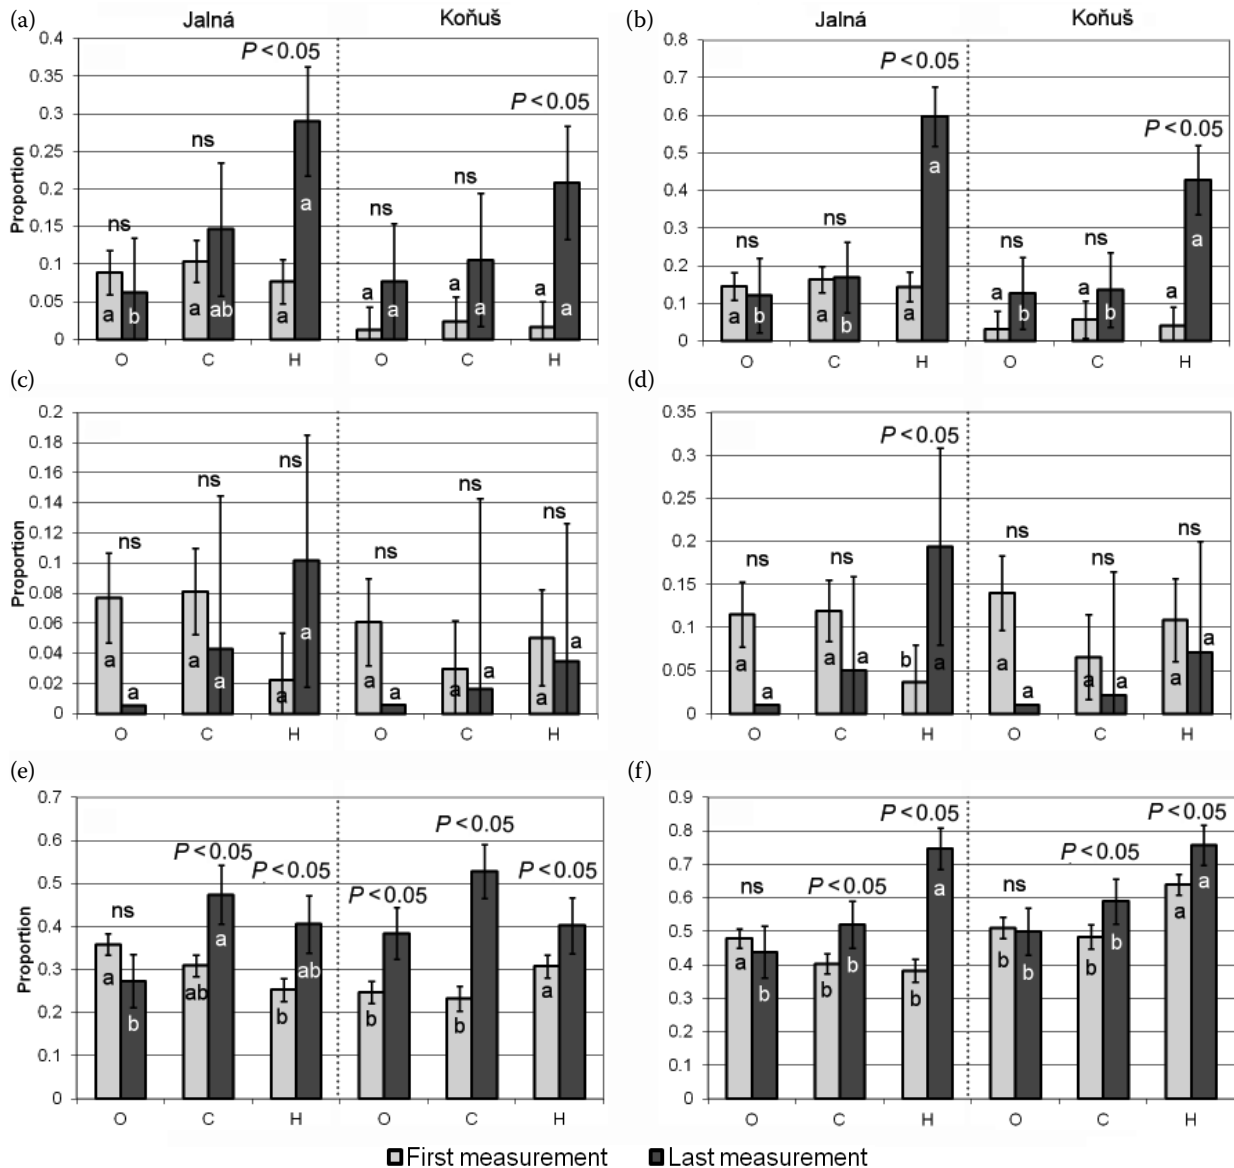 (a) Jalná Koňuš (b) Jalná Koňuš
0.4 0.8
P < 0.05
0.35 0.7 P < 0.05
0.3 P < 0.05 0.6
0.25 ns 0.5 P < 0.05
Proportion
0.2 ns a 0.4 a
0.15 ns ns 0.3 ns ns ns ns a
0.1 a a 0.2 a a
0.05 a b a ab a a a a a 0.1 a b a b a b b
0 0
O C H O C H O C H O C H
(c) (d)
0.2 0.35
0.18 P < 0.05
0.16 ns 0.3
0.14 ns ns ns 0.25
0.12 ns ns 0.2 ns ns ns ns
Proportion
0.1 0.15
0.08
0.06 a 0.1
0.04 a a a a a a 0.05 a a a b a a a a a
0.02 a a a a a a
0 0
O C H O C H O C H O C H
(e) (f)
0.7 0.9
0.6 P < 0.05 0.8 P < 0.05 P < 0.05
P < 0.05 P < 0.05 P < 0.05 0.7 P < 0.05
0.5 P < 0.05 0.6 ns P < 0.05 ns a a
Proportion
0.4 ns a 0.5 a
0.3 a ab ab a 0.4 a b b b b b b
0.2 b b b b 0.3 b b
0.1 0.2
0 0.1
0
O C H O C H O C H O C H
First measurement Last measurement